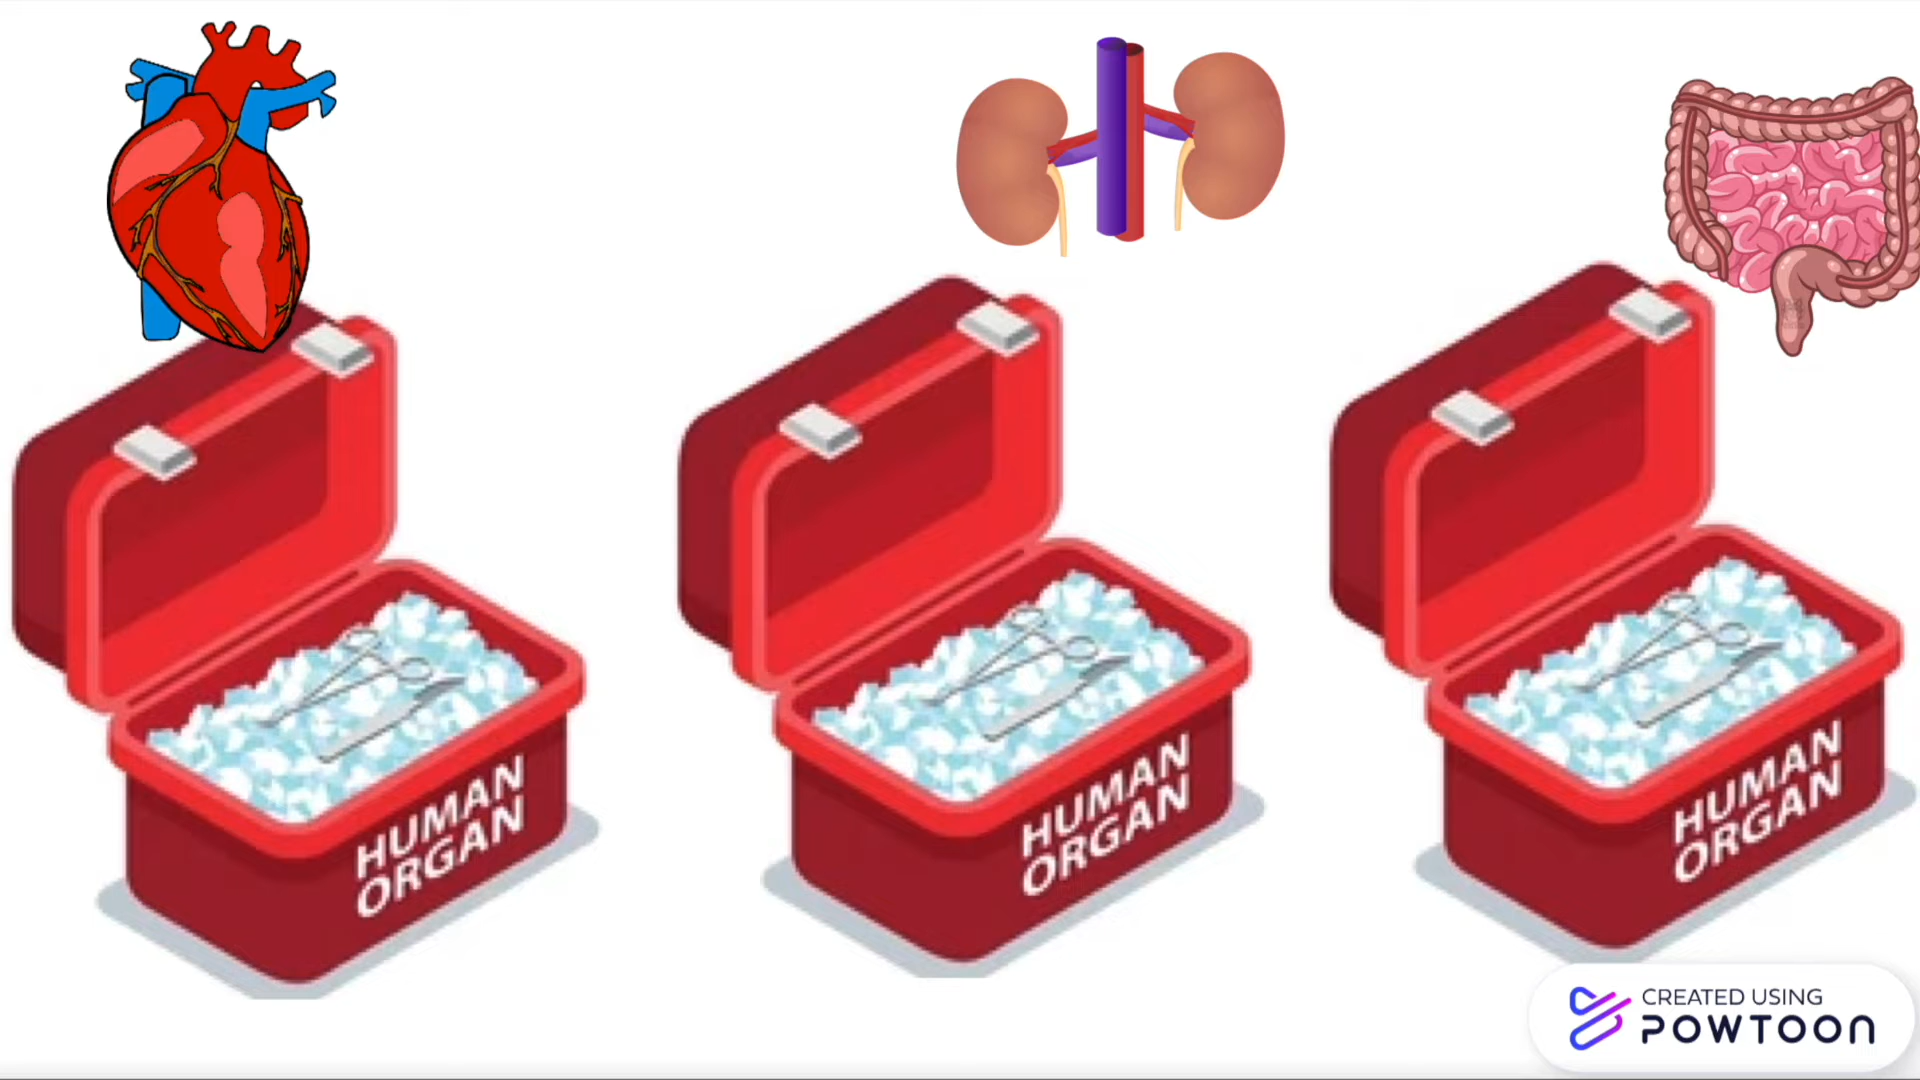 HUMAN
ORGAN
HUMAN
ORGAN
HUMAN
ORGAN
CREATED USING
POWTOON